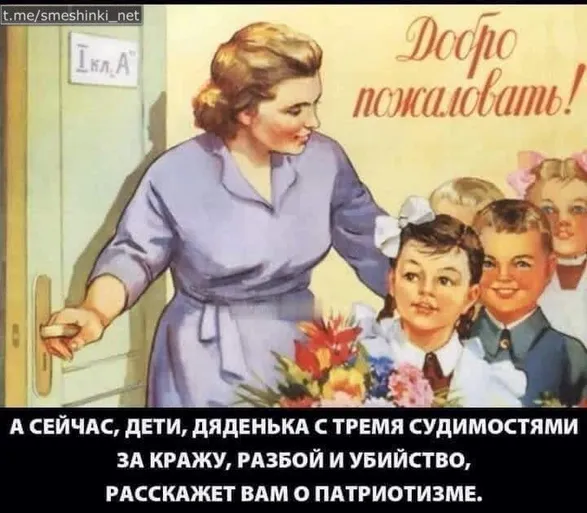 t.me/smeshinki_net
I кл. "А"
Добро
пожаловать!
А СЕЙЧАС, ДЕТИ, ДЯДЕНЬКА С ТРЕМЯ СУДИМОСТЯМИ
ЗА КРАЖУ, РАЗБОЙ И УБИЙСТВО,
РАССКАЖЕТ ВАМ О ПАТРИОТИЗМЕ.